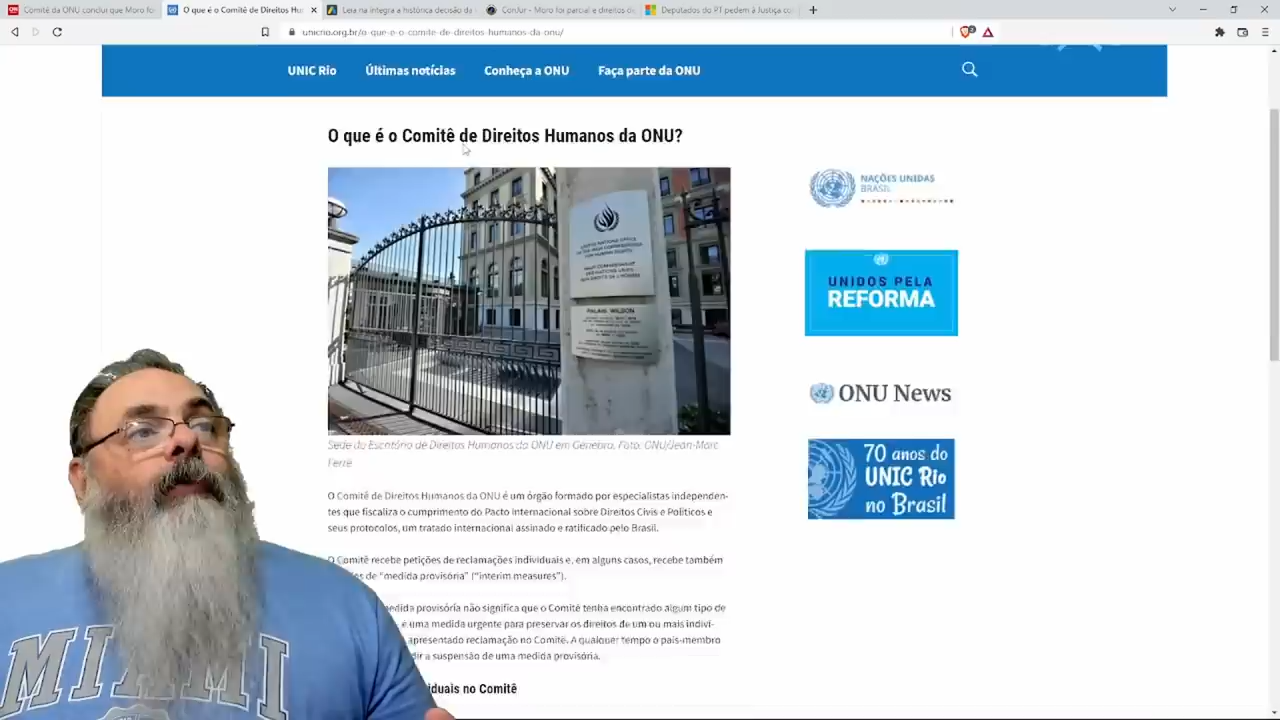 Comitê da ONU conclui que Moro fo
O que é o Comitê de Direitos Hu
Leia na íntegra a histórica decisão da
ConJur - Moro foi parcial e direitos de
Deputados do PT pedem à Justiça co
unicrio.org.br/o-que-e-o-comite-de-direitos-humanos-da-onu/
UNIC Rio Últimas notícias Conheça a ONU Faça parte da ONU
O que é o Comitê de Direitos Humanos da ONU?
PALAIS WILSON
Sede do Escritório de Direitos Humanos da ONU em Genebra. Foto: ONU/Jean-Marc
Ferre
O Comitê de Direitos Humanos da ONU é um órgão formado por especialistas independen-
tes que fiscaliza o cumprimento do Pacto Internacional sobre Direitos Civis e Políticos e
seus protocolos, um tratado internacional assinado e ratificado pelo Brasil.
O Comitê recebe petições de reclamações individuais e, em alguns casos, recebe também
de "medida provisória" ("interim measures").
medida provisória não significa que o Comitê tenha encontrado algum tipo de
é uma medida urgente para preservar os direitos de um ou mais indiví-
apresentado reclamação no Comitê. A qualquer tempo o país-membro
a suspensão de uma medida provisória.
no Comitê
NAÇÕES UNIDAS
BRASIL
UNIDOS PELA
REFORMA
ONU News
70 anos do
UNIC Rio
no Brasil
MIAMI